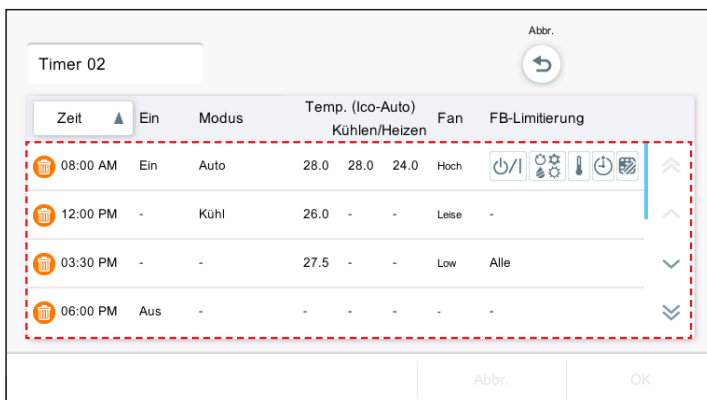 Abbr.
Timer 02
Zeit Ein Modus Temp. (Ico-Auto) Fan FB-Limitierung
Kühlen/Heizen
08:00 AM Ein Auto 28.0 28.0 24.0 Hoch
12:00 PM - Kühl 26.0 - - Leise -
03:30 PM - - 27.5 - - Low Alle
06:00 PM Aus - - - - - -
Abbr. OK